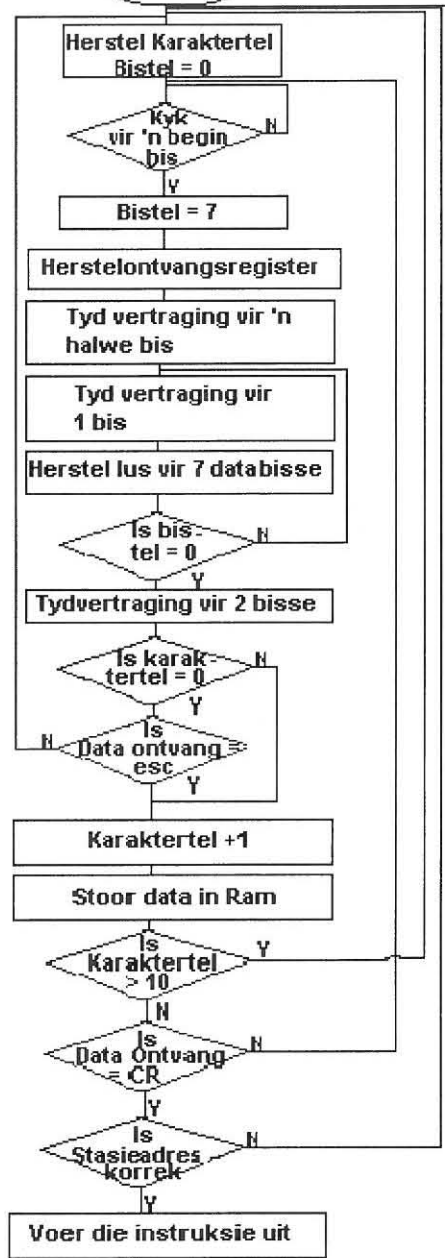 Herstel Karaktertel
Bistel = 0
Kyk
vir 'n begin
bis
N
Y
Bistel = 7
Herstelontvangsregister
Tyd vertraging vir 'n
halwe bis
Tyd vertraging vir
1 bis
Herstel lus vir 7 databisse
Is bis-
tel = 0
N
Y
Tydvertraging vir 2 bisse
Is karak-
tertel = 0
N
Y
Is
Data ontvang =
esc
N
Y
Karaktertel +1
Stoor data in Ram
Is
Karaktertel
> 10
Y
N
Is
Data Ontvang
= CR
N
Y
Is
Stasieadres
korrek
N
Y
Voer die instruksie uit